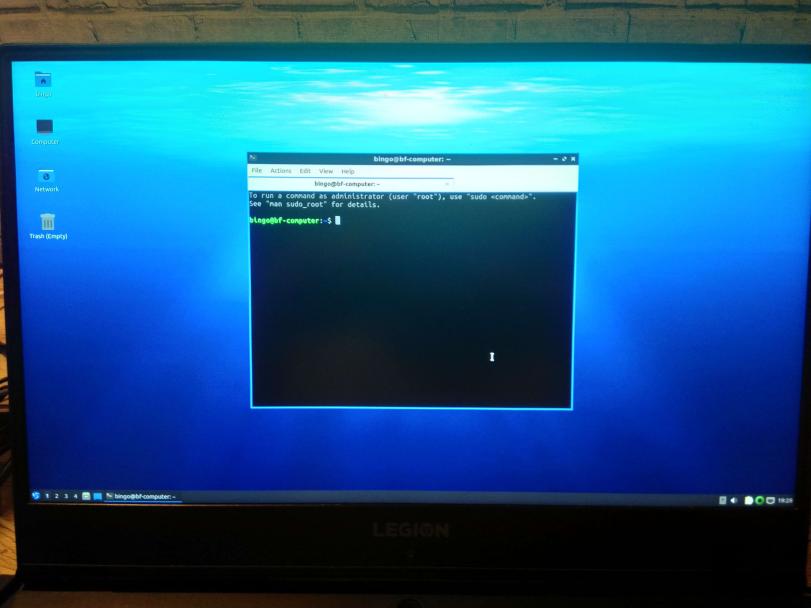 bingo
Computer
Network
Trash (Empty)
bingo@bf-computer: ~
File Actions Edit View Help
bingo@bf-computer: ~
To run a command as administrator (user "root"), use "sudo <command>".
See "man sudo_root" for details.
bingo@bf-computer:~$
1 2 3 4
bingo@bf-computer: ~
19:28
LEGION